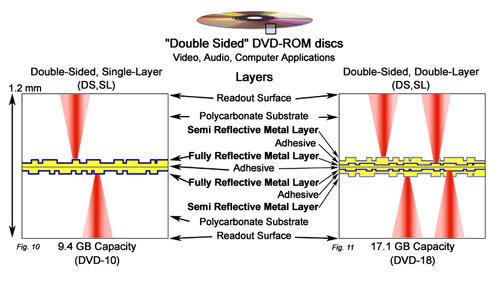 "Double Sided" DVD-ROM discs
Video, Audio, Computer Applications
Double-Sided, Single-Layer
(DS,SL)
Layers
Double-Sided, Double-Layer
(DS,SL)
1.2 mm
Readout Surface
Polycarbonate Substrate
Semi Reflective Metal Layer
Adhesive
Fully Reflective Metal Layer
Adhesive
Fully Reflective Metal Layer
Adhesive
Semi Reflective Metal Layer
Polycarbonate Substrate
Readout Surface
Fig. 10
9.4 GB Capacity
(DVD-10)
Fig. 11
17.1 GB Capacity
(DVD-18)